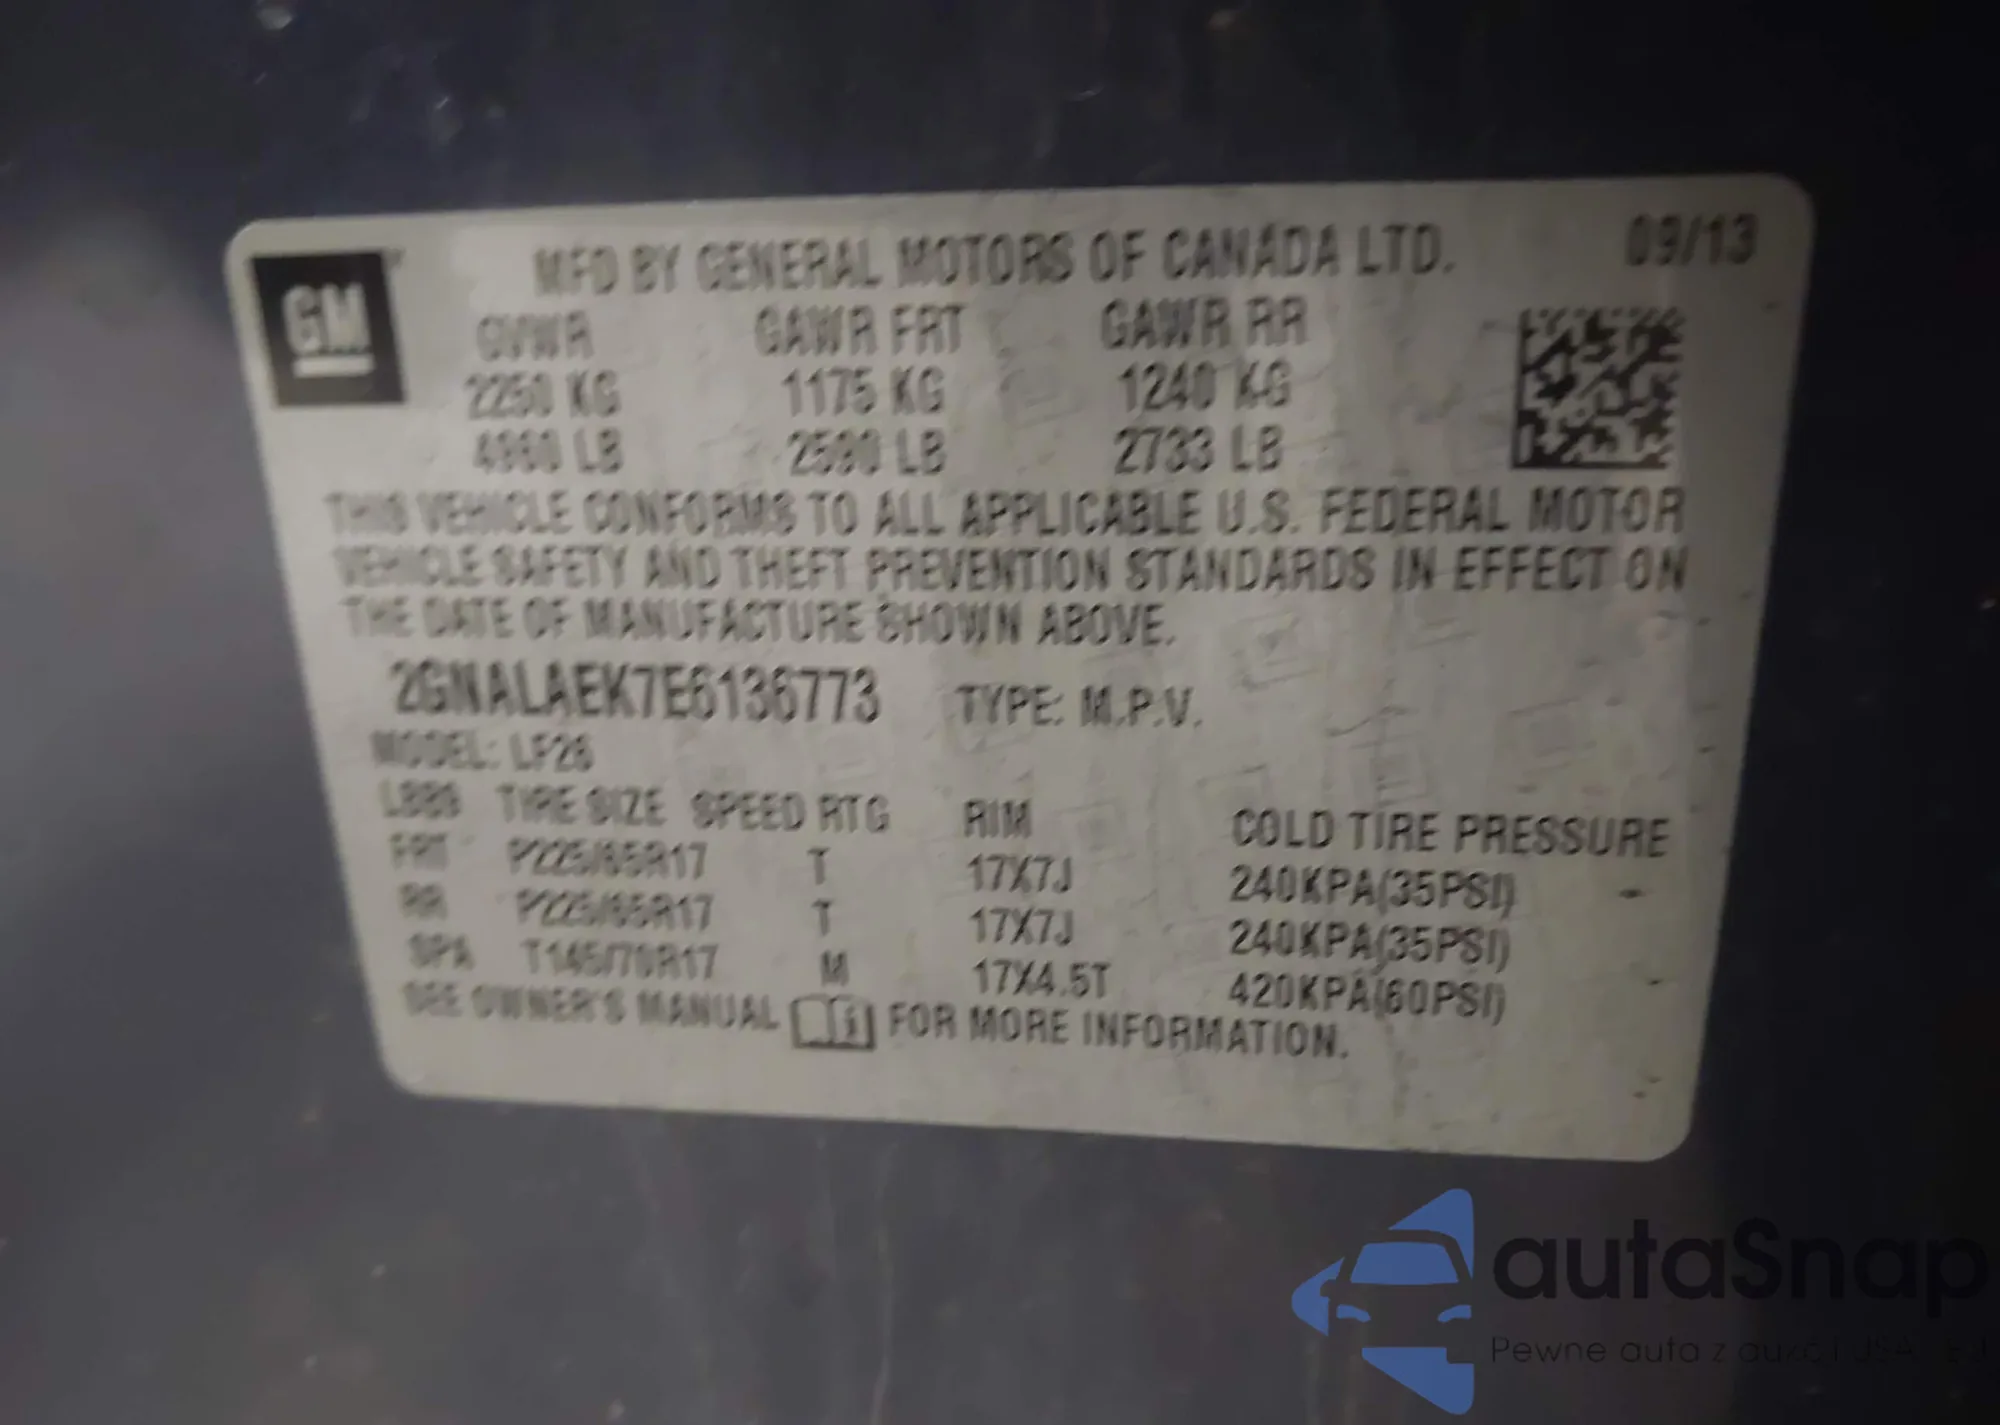 GM
MFD BY GENERAL MOTORS OF CANADA LTD. 09/13
GVWR GAWR FRT GAWR RR
2250 KG 1175 KG 1240 KG
4960 LB 2590 LB 2733 LB
THIS VEHICLE CONFORMS TO ALL APPLICABLE U.S. FEDERAL MOTOR
VEHICLE SAFETY AND THEFT PREVENTION STANDARDS IN EFFECT ON
THE DATE OF MANUFACTURE SHOWN ABOVE.
2GNALAEK7E6136773 TYPE: M.P.V.
MODEL: LF26
TIRE SIZE SPEED RTG RIM COLD TIRE PRESSURE
FRT P225/65R17 T 17X7J 240KPA(35PSI)
RR P225/65R17 T 17X7J 240KPA(35PSI)
SPA T145/70R17 M 17X4.5T 420KPA(60PSI)
SEE OWNER'S MANUAL FOR MORE INFORMATION.
autaSnap
Pewne auta z